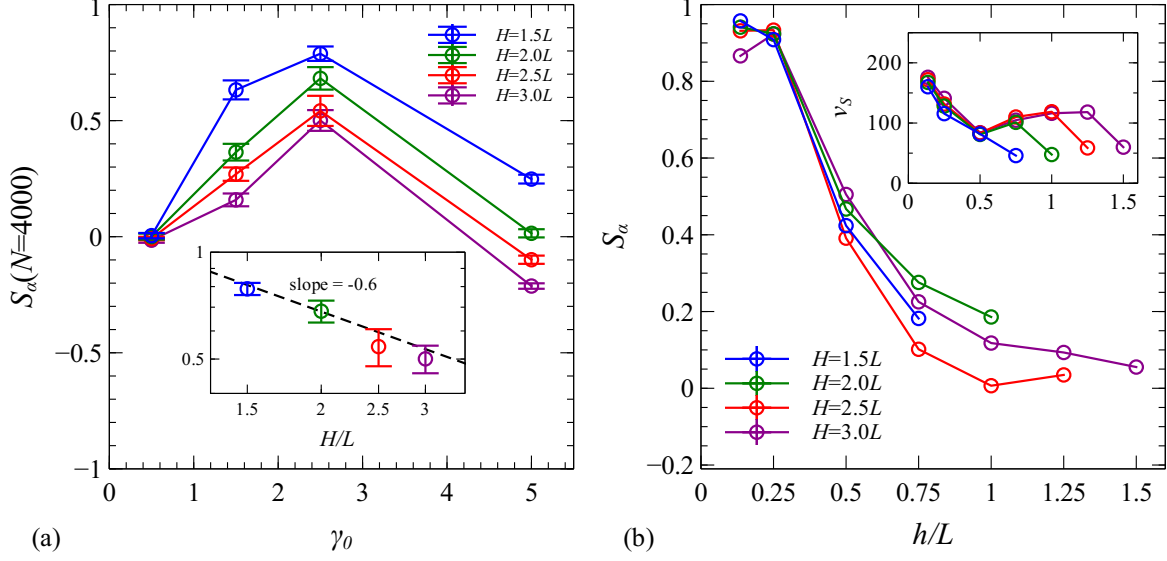 1
0.5
0
−0.5
−1
S_α(N=4000)
H=1.5L
H=2.0L
H=2.5L
H=3.0L
1
0.5
slope = -0.6
1.5
2
2.5
3
H/L
0
1
2
3
4
5
(a)
γ_0
1
0.8
0.6
0.4
0.2
0
−0.2
S_α
200
100
0
v_S
0
0.5
1
1.5
H=1.5L
H=2.0L
H=2.5L
H=3.0L
0
0.25
0.5
0.75
1
1.25
1.5
(b)
h/L